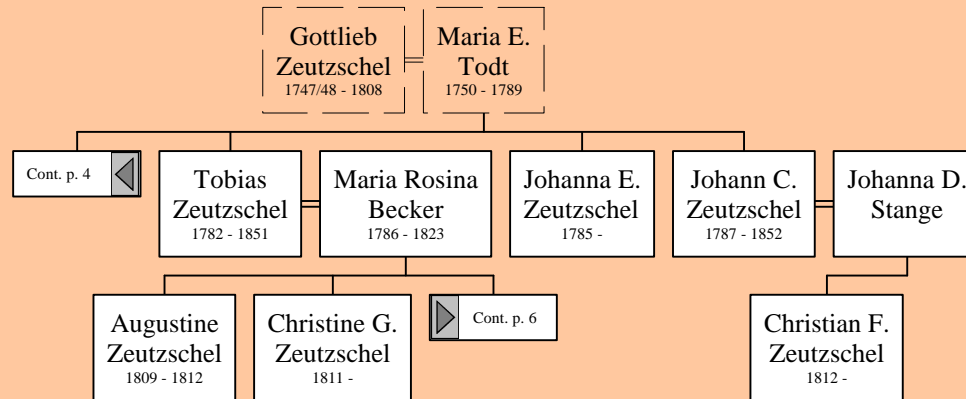 Gottlieb
Zeutzschel
1747/48 - 1808
Maria E.
Todt
1750 - 1789
Cont. p. 4
Tobias
Zeutzschel
1782 - 1851
Maria Rosina
Becker
1786 - 1823
Johanna E.
Zeutzschel
1785 -
Johann C.
Zeutzschel
1787 - 1852
Johanna D.
Stange
Augustine
Zeutzschel
1809 - 1812
Christine G.
Zeutzschel
1811 -
Cont. p. 6
Christian F.
Zeutzschel
1812 -